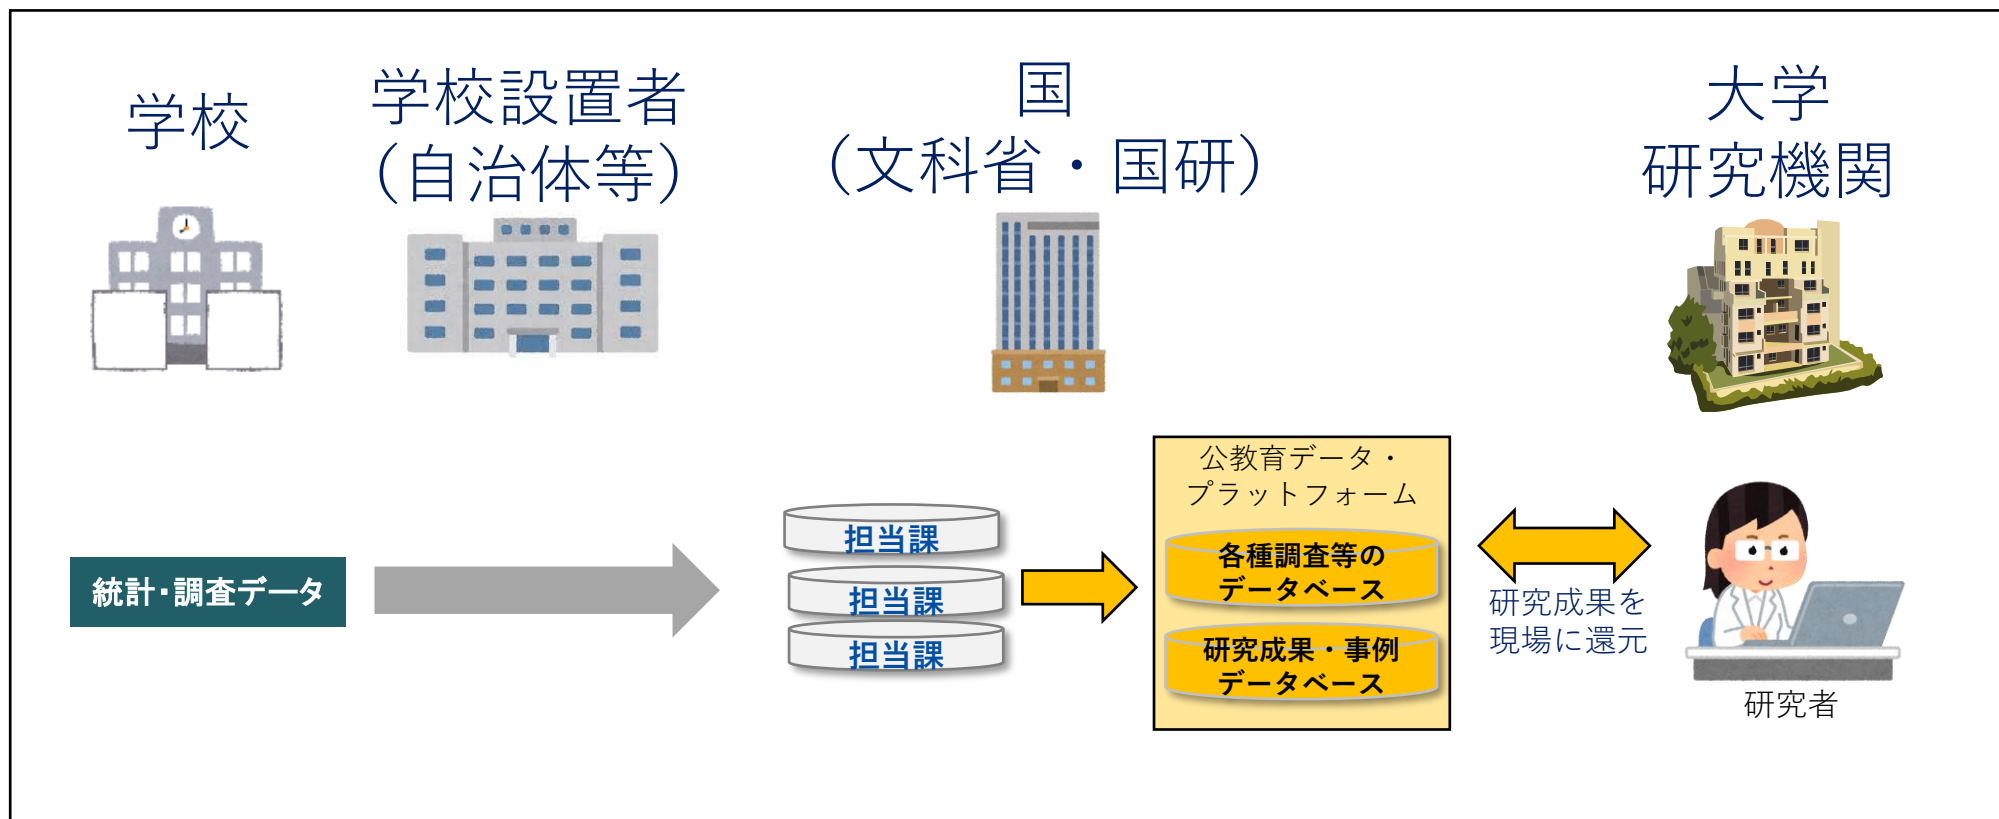 学校
学校設置者
（自治体等）
国
（文科省・国研）
大学
研究機関
統計・調査データ
担当課
担当課
担当課
公教育データ・
プラットフォーム
各種調査等の
データベース
研究成果・事例
データベース
研究成果を
現場に還元
研究者